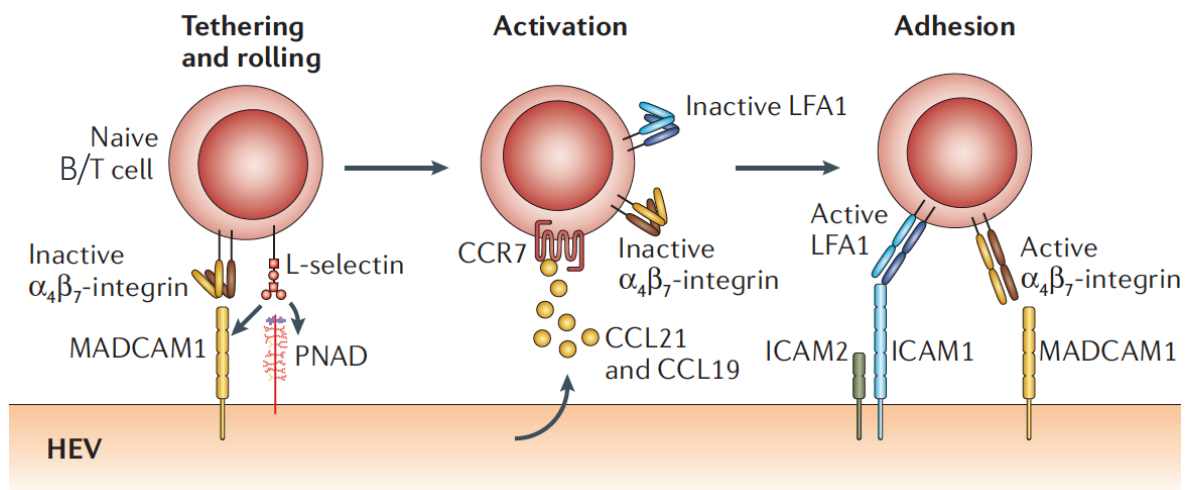 Tethering
and rolling
Activation
Adhesion
Naive
B/T cell
Inactive
α₄β₇-integrin
L-selectin
MADCAM1
PNAD
Inactive LFA1
CCR7
Inactive
α₄β₇-integrin
CCL21
and CCL19
Active
LFA1
Active
α₄β₇-integrin
ICAM2
ICAM1
MADCAM1
HEV